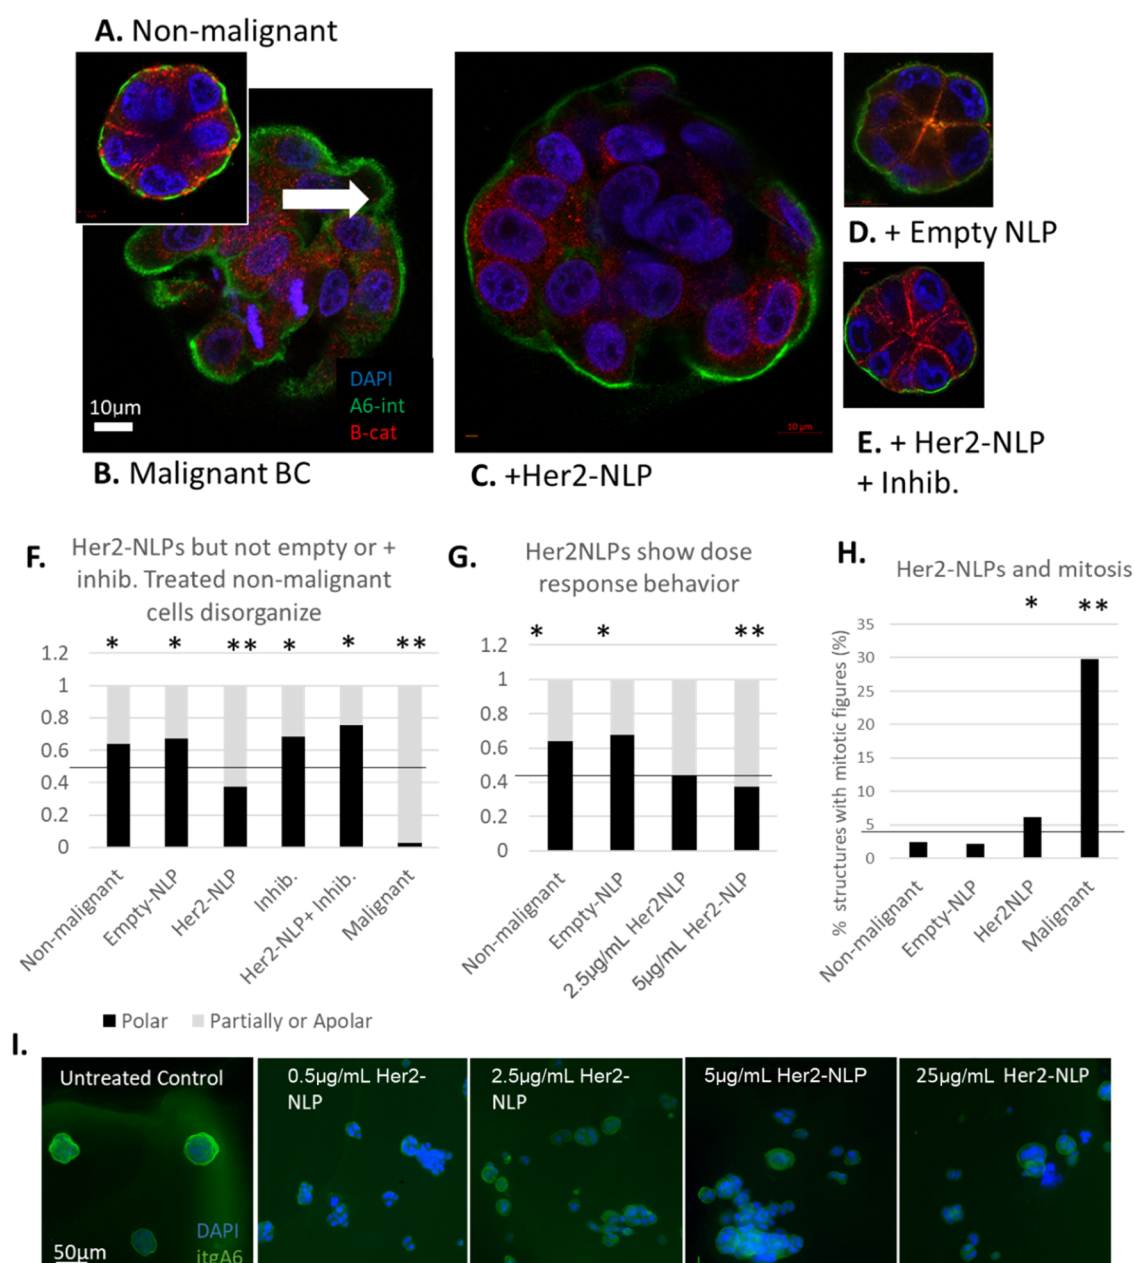 A. Non-malignant
DAPI
A6-int
B-cat
10µm
B. Malignant BC
10 µm
C. +Her2-NLP
D. + Empty NLP
E. + Her2-NLP
+ Inhib.
F.
Her2-NLPs but not empty or +
inhib. Treated non-malignant
cells disorganize
* * ** * * **
1.2
1
0.8
0.6
0.4
0.2
0
Non-malignant
Empty-NLP
Her2-NLP
Inhib.
Her2-NLP+ Inhib.
Malignant
Polar Partially or Apolar
G.
Her2NLPs show dose
response behavior
* * **
1.2
1
0.8
0.6
0.4
0.2
0
Non-malignant
Empty-NLP
2.5µg/mL Her2NLP
5µg/mL Her2-NLP
H.
Her2-NLPs and mitosis
* **
% structures with mitotic figures (%)
35
30
25
20
15
10
5
0
Non-malignant
Empty-NLP
Her2NLP
Malignant
I.
Untreated Control
DAPI
itgA6
50µm
0.5µg/mL Her2-
NLP
2.5µg/mL Her2-
NLP
5µg/mL Her2-NLP
25µg/mL Her2-NLP